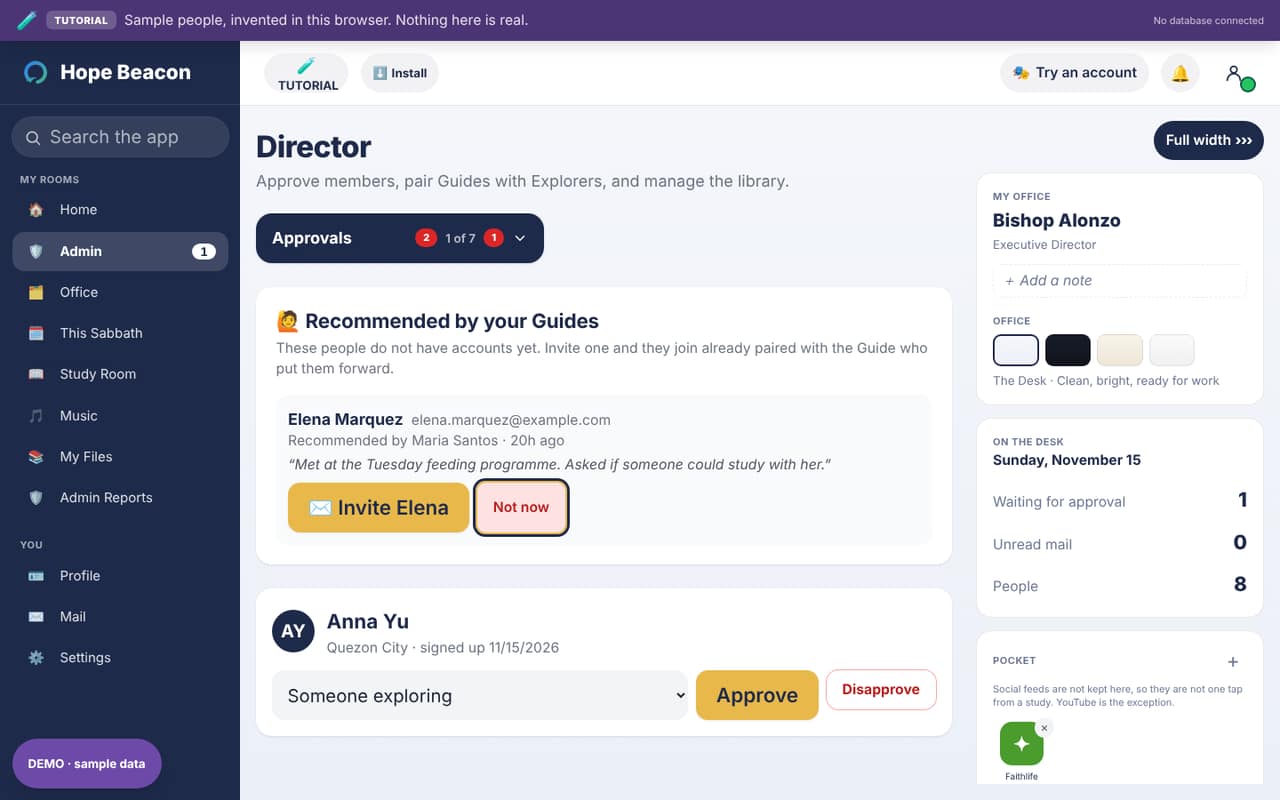 TUTORIAL Sample people, invented in this browser. Nothing here is real. No database connected
Hope Beacon
Search the app
MY ROOMS
Home
Admin 1
Office
This Sabbath
Study Room
Music
My Files
Admin Reports
YOU
Profile
Mail
Settings
DEMO · sample data
TUTORIAL
Install
Try an account
Director
Approve members, pair Guides with Explorers, and manage the library.
Approvals 2 1 of 7 1
Recommended by your Guides
These people do not have accounts yet. Invite one and they join already paired with the Guide who
put them forward.
Elena Marquez elena.marquez@example.com
Recommended by Maria Santos · 20h ago
“Met at the Tuesday feeding programme. Asked if someone could study with her.”
Invite Elena Not now
AY
Anna Yu
Quezon City · signed up 11/15/2026
Someone exploring Approve Disapprove
Full width ›››
MY OFFICE
Bishop Alonzo
Executive Director
+ Add a note
OFFICE
The Desk · Clean, bright, ready for work
ON THE DESK
Sunday, November 15
Waiting for approval 1
Unread mail 0
People 8
POCKET +
Social feeds are not kept here, so they are not one tap
from a study. YouTube is the exception.
×
Faithlife